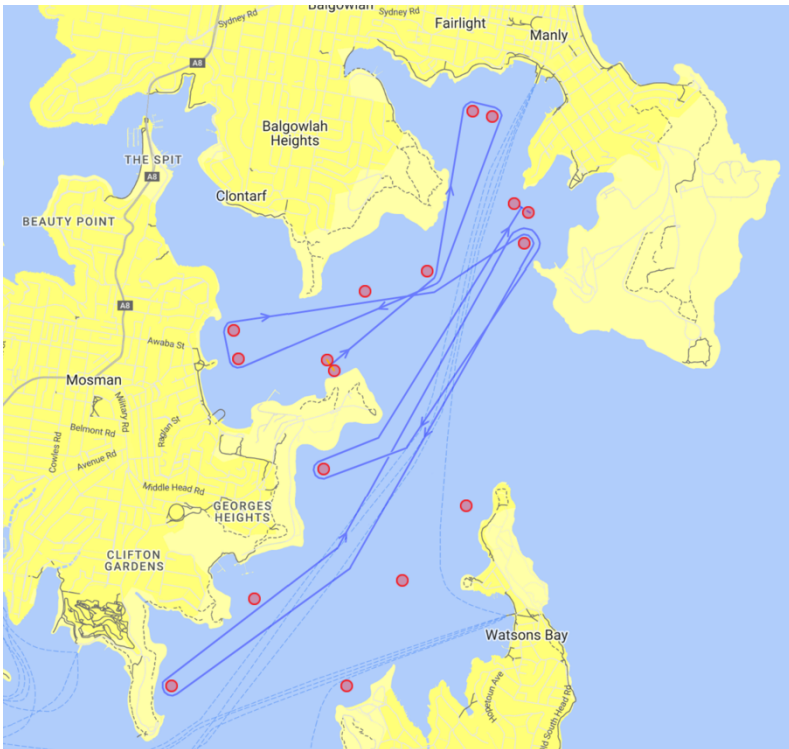 Balgowlah
Sydney Rd
Fairlight
Manly
A8
Balgowlah
Heights
THE SPIT
A8
Clontarf
BEAUTY POINT
A8
Awaba St
Mosman
Military Rd
Raglan St
Belmont Rd
Cowles Rd
Avenue Rd
Middle Head Rd
GEORGES
HEIGHTS
CLIFTON
GARDENS
Watsons Bay
Hopetoun Ave
Old South Head Rd